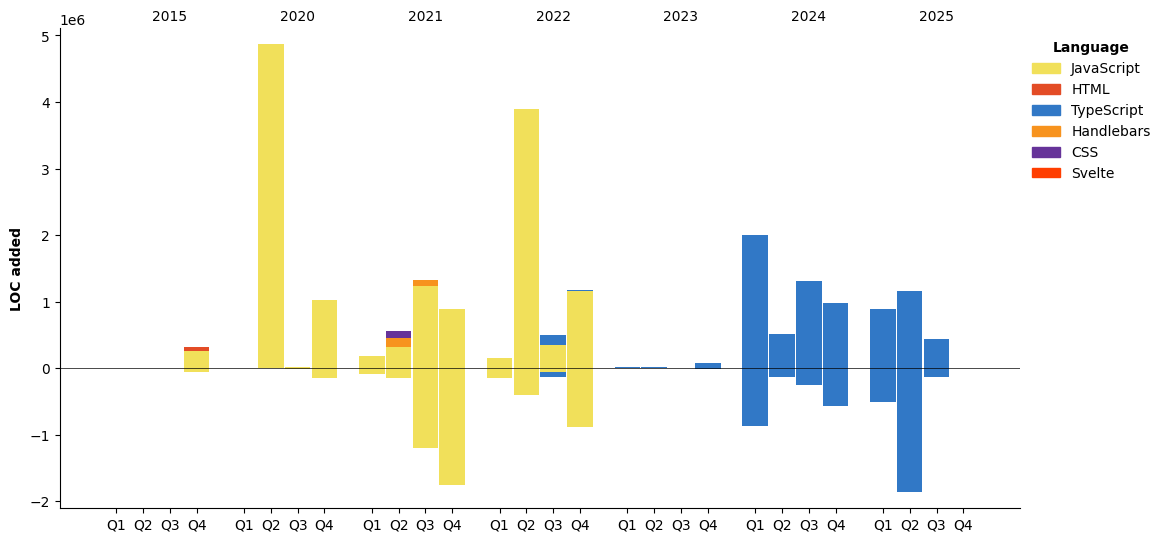 1e6
2015 2020 2021 2022 2023 2024 2025
5
4
3
2
1
0
−1
−2
LOC added
Q1 Q2 Q3 Q4 Q1 Q2 Q3 Q4 Q1 Q2 Q3 Q4 Q1 Q2 Q3 Q4 Q1 Q2 Q3 Q4 Q1 Q2 Q3 Q4 Q1 Q2 Q3 Q4
Language
JavaScript
HTML
TypeScript
Handlebars
CSS
Svelte